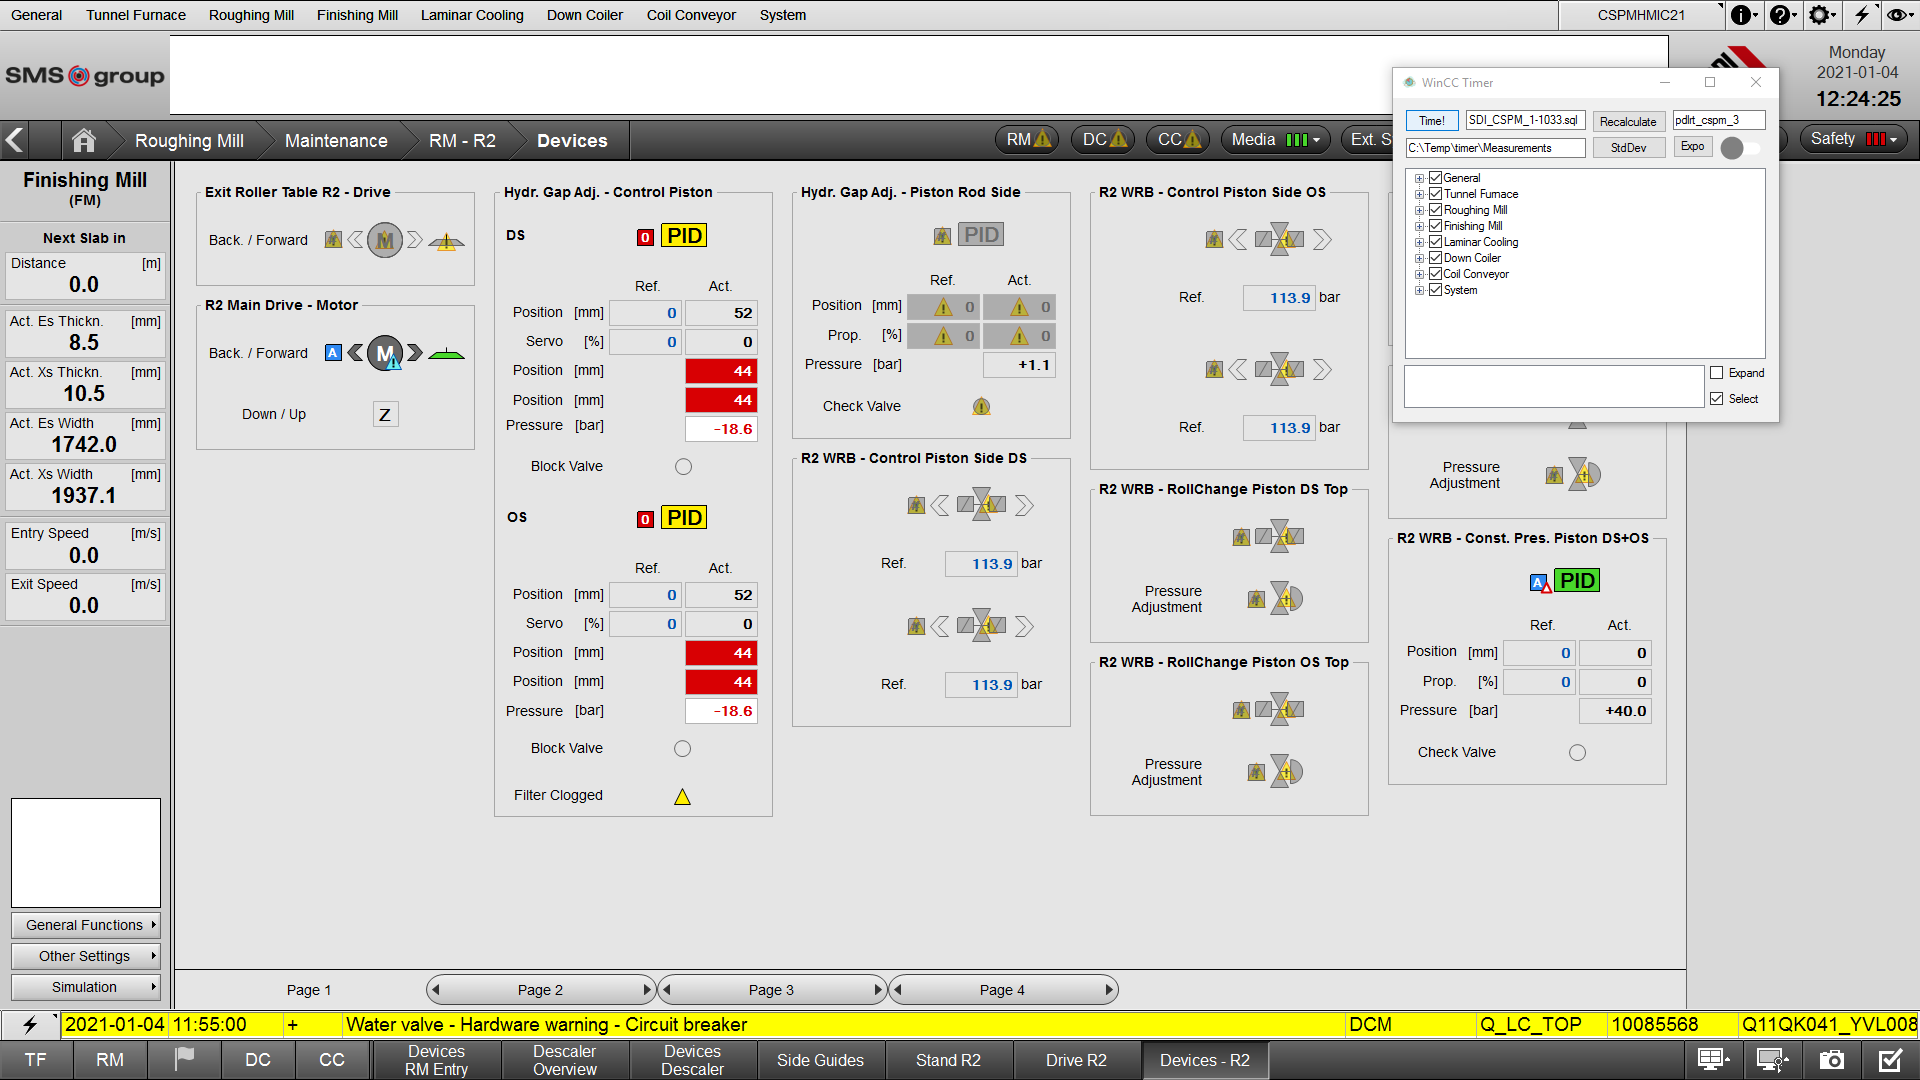 General Tunnel Furnace Roughing Mill Finishing Mill Laminar Cooling Down Coiler Coil Conveyor System CSPMHMIC21
SMS group
Monday
2021-01-04
12:24:25
Roughing Mill Maintenance RM - R2 Devices RM DC CC Media Ext. S Safety
WinCC Timer
Time! SDI_CSPM_1-1033.sql Recalculate pdlrt_cspm_3
C:\Temp\timer\Measurements StdDev Expo
General
Tunnel Furnace
Roughing Mill
Finishing Mill
Laminar Cooling
Down Coiler
Coil Conveyor
System
Expand
Select
Finishing Mill
(FM)
Next Slab in
Distance [m]
0.0
Act. Es Thickn. [mm]
8.5
Act. Xs Thickn. [mm]
10.5
Act. Es Width [mm]
1742.0
Act. Xs Width [mm]
1937.1
Entry Speed [m/s]
0.0
Exit Speed [m/s]
0.0
General Functions
Other Settings
Simulation
Exit Roller Table R2 - Drive
Back. / Forward M
R2 Main Drive - Motor
Back. / Forward A M
Down / Up Z
Hydr. Gap Adj. - Control Piston
DS 0 PID
Ref. Act.
Position [mm] 0 52
Servo [%] 0 0
Position [mm] 44
Position [mm] 44
Pressure [bar] -18.6
Block Valve
OS 0 PID
Ref. Act.
Position [mm] 0 52
Servo [%] 0 0
Position [mm] 44
Position [mm] 44
Pressure [bar] -18.6
Block Valve
Filter Clogged
Hydr. Gap Adj. - Piston Rod Side
PID
Ref. Act.
Position [mm] 0 0
Prop. [%] 0 0
Pressure [bar] +1.1
Check Valve
R2 WRB - Control Piston Side DS
Ref. 113.9 bar
Ref. 113.9 bar
R2 WRB - Control Piston Side OS
Ref. 113.9 bar
Ref. 113.9 bar
R2 WRB - RollChange Piston DS Top
Pressure
Adjustment
R2 WRB - RollChange Piston OS Top
Pressure
Adjustment
Pressure
Adjustment
R2 WRB - Const. Pres. Piston DS+OS
A PID
Ref. Act.
Position [mm] 0 0
Prop. [%] 0 0
Pressure [bar] +40.0
Check Valve
Page 1 Page 2 Page 3 Page 4
2021-01-04 11:55:00 + Water valve - Hardware warning - Circuit breaker DCM Q_LC_TOP 10085568 Q11QK041_YVL008
TF RM DC CC Devices RM Entry Descaler Overview Devices Descaler Side Guides Stand R2 Drive R2 Devices - R2